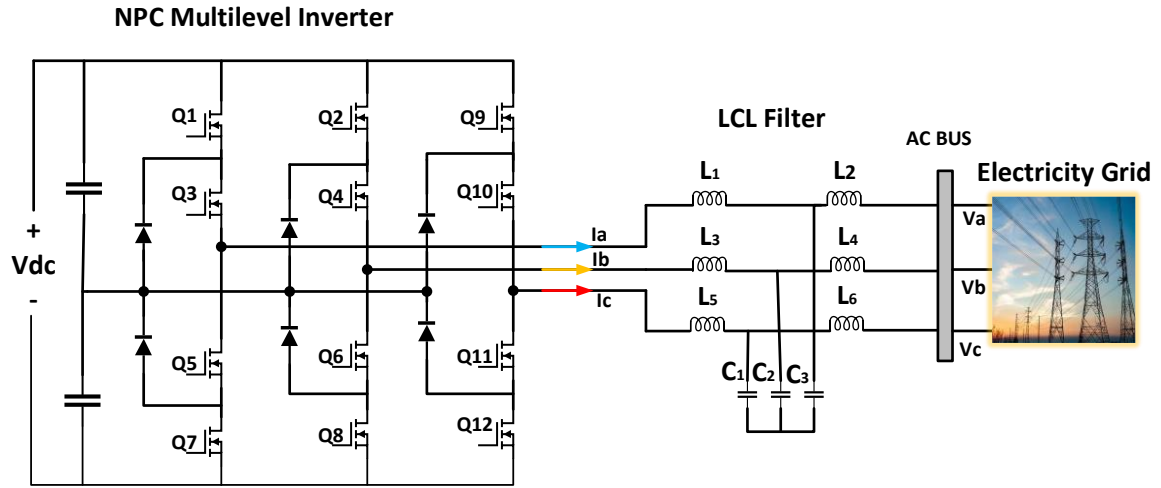 NPC Multilevel Inverter
Q1
Q2
Q9
LCL Filter
AC BUS
Electricity Grid
Q3
Q4
Q10
L1
L2
Va
+
Vdc
-
Ia
Ib
Ic
L3
L4
Vb
L5
L6
Vc
Q5
Q6
Q11
C1
C2
C3
Q7
Q8
Q12